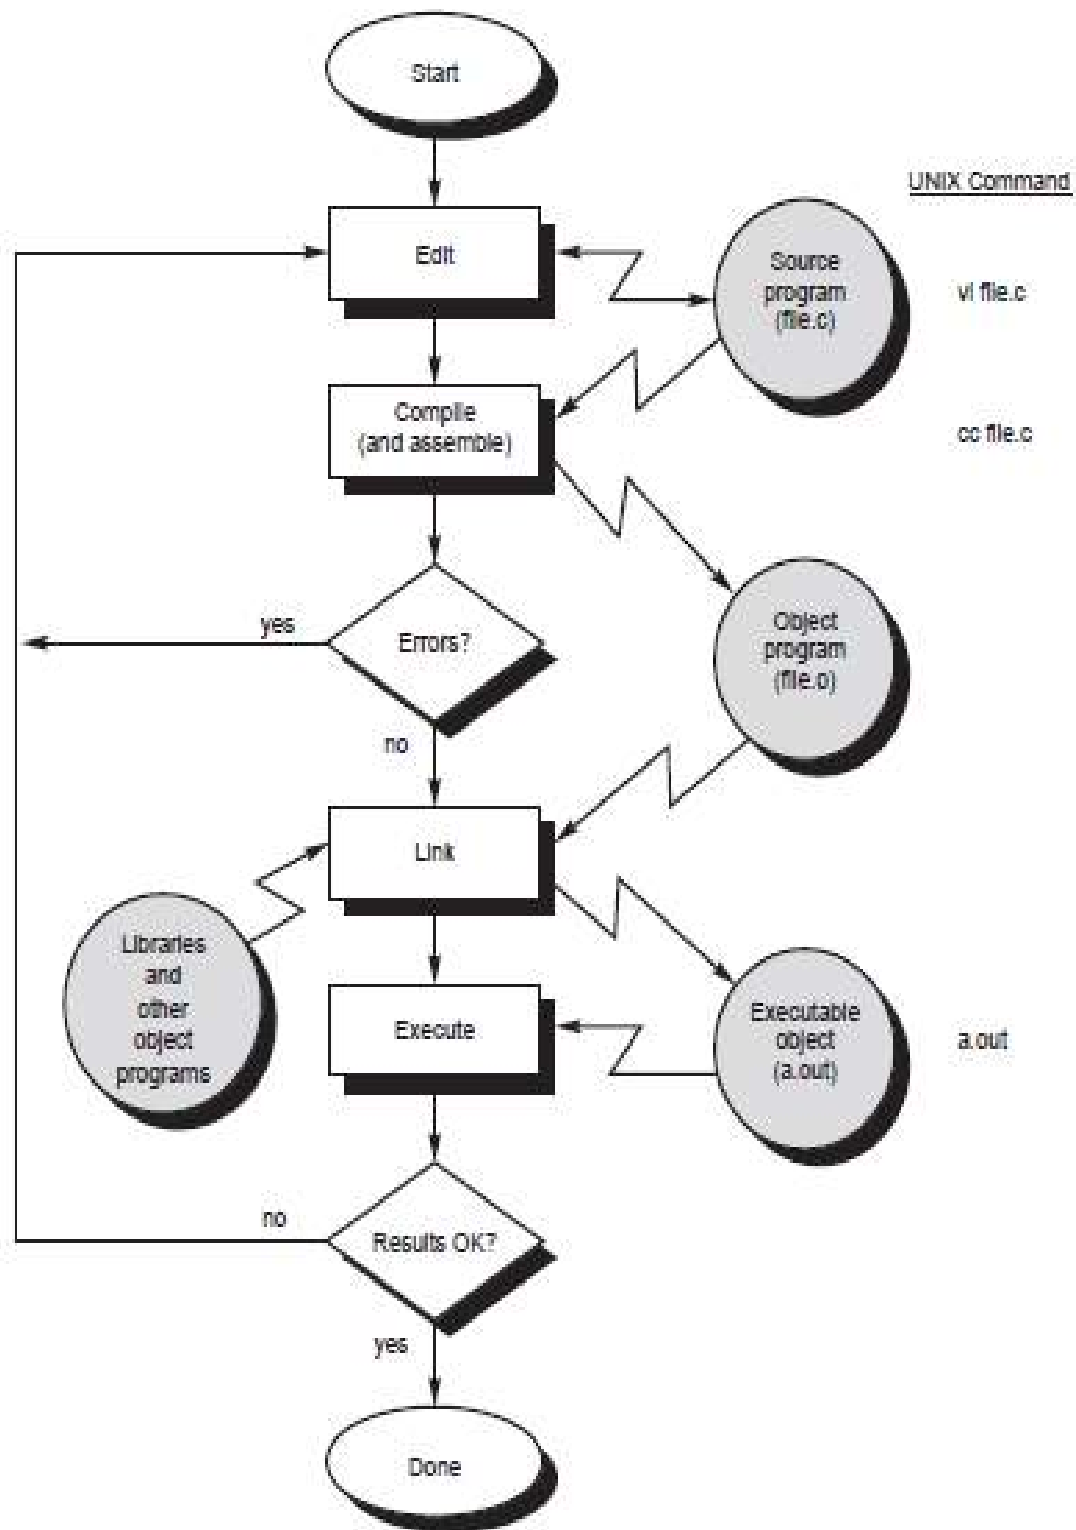 Start
UNIX Command
Edit
Source
program
(file.c)
vi file.c
Compile
(and assemble)
cc file.c
yes
Errors?
Object
program
(file.o)
no
Link
Libraries
and
other
object
programs
Execute
Executable
object
(a.out)
a.out
no
Results OK?
yes
Done